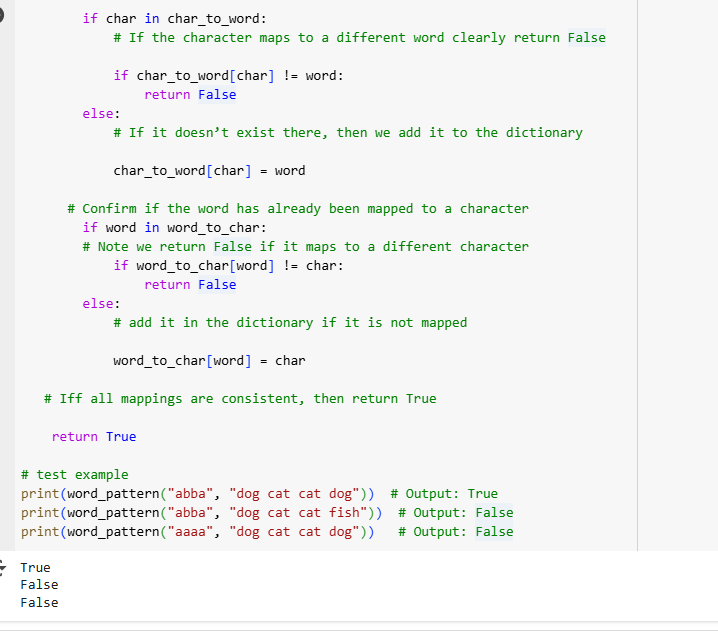 if char in char_to_word:
# If the character maps to a different word clearly return False
if char_to_word[char] != word:
return False
else:
# If it doesn’t exist there, then we add it to the dictionary
char_to_word[char] = word
# Confirm if the word has already been mapped to a character
if word in word_to_char:
# Note we return False if it maps to a different character
if word_to_char[word] != char:
return False
else:
# add it in the dictionary if it is not mapped
word_to_char[word] = char
# Iff all mappings are consistent, then return True
return True
# test example
print(word_pattern("abba", "dog cat cat dog"))  # Output: True
print(word_pattern("abba", "dog cat cat fish"))  # Output: False
print(word_pattern("aaaa", "dog cat cat dog"))   # Output: False
True
False
False